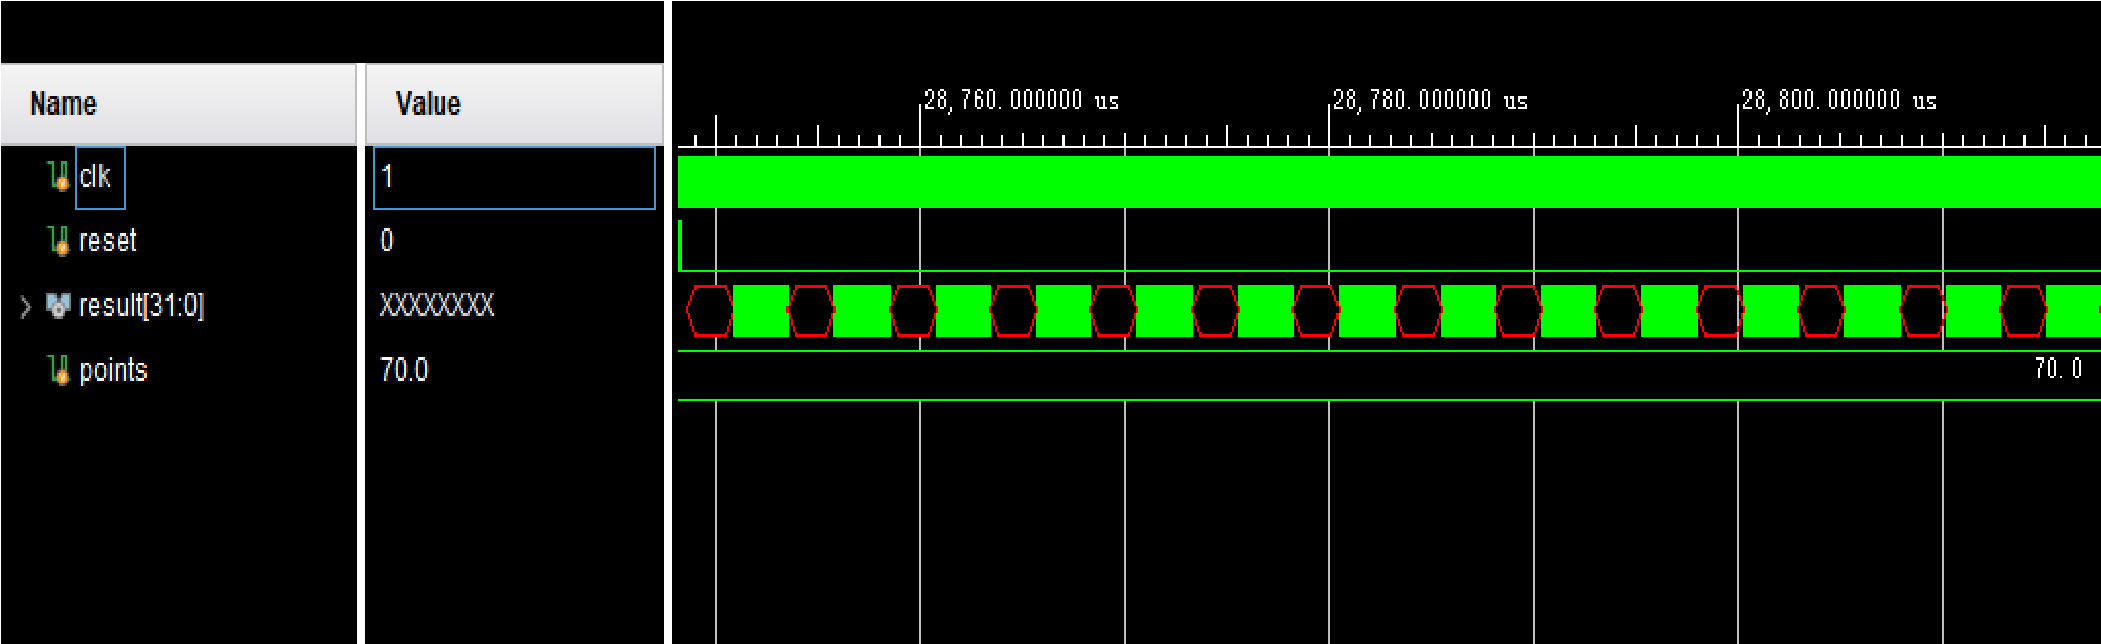 28,760.000000 us 28,780.000000 us 28,800.000000 us
Name Value
clk 1
reset 0
result[31:0] XXXXXXXX
points 70.0 70.0